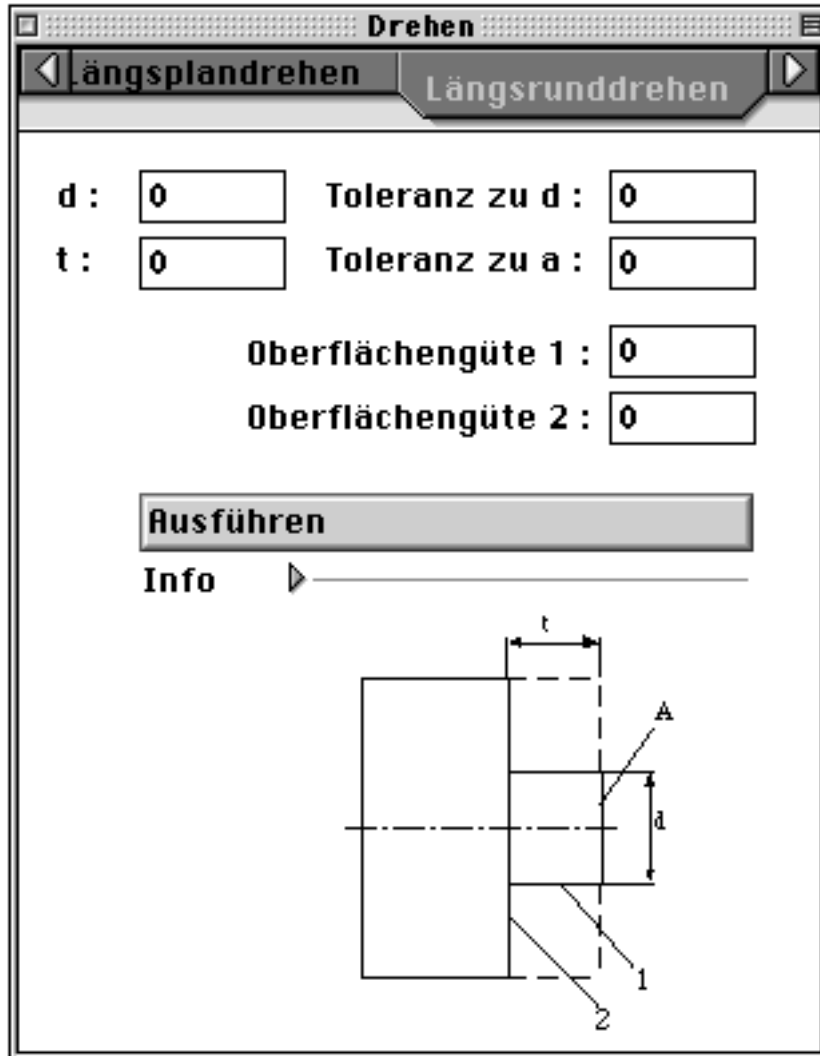 Drehen
Längsplandrehen Längsrunddrehen
d : 0 Toleranz zu d : 0
t : 0 Toleranz zu a : 0
Oberflächengüte 1 : 0
Oberflächengüte 2 : 0
Ausführen
Info
t
A
d
1
2